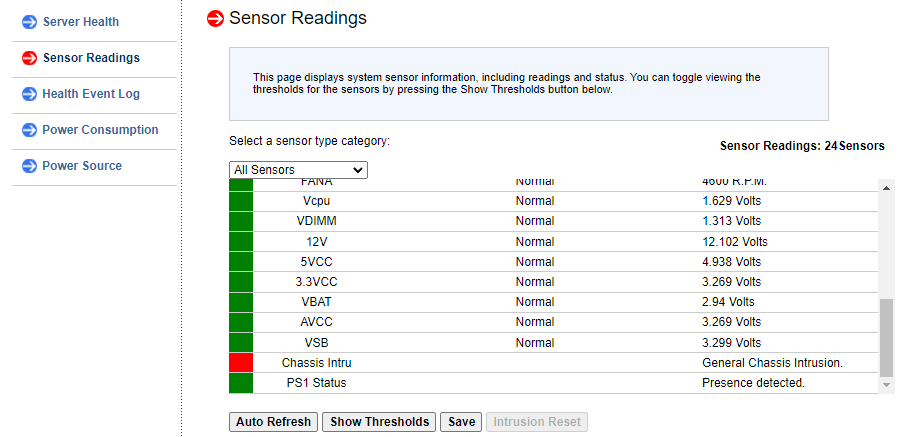 Server Health
Sensor Readings
Health Event Log
Power Consumption
Power Source
Sensor Readings
This page displays system sensor information, including readings and status. You can toggle viewing the
thresholds for the sensors by pressing the Show Thresholds button below.
Select a sensor type category:
Sensor Readings: 24Sensors
All Sensors
FANA Normal 4600 R.P.M.
Vcpu Normal 1.629 Volts
VDIMM Normal 1.313 Volts
12V Normal 12.102 Volts
5VCC Normal 4.938 Volts
3.3VCC Normal 3.269 Volts
VBAT Normal 2.94 Volts
AVCC Normal 3.269 Volts
VSB Normal 3.299 Volts
Chassis Intru General Chassis Intrusion.
PS1 Status Presence detected.
Auto Refresh Show Thresholds Save Intrusion Reset